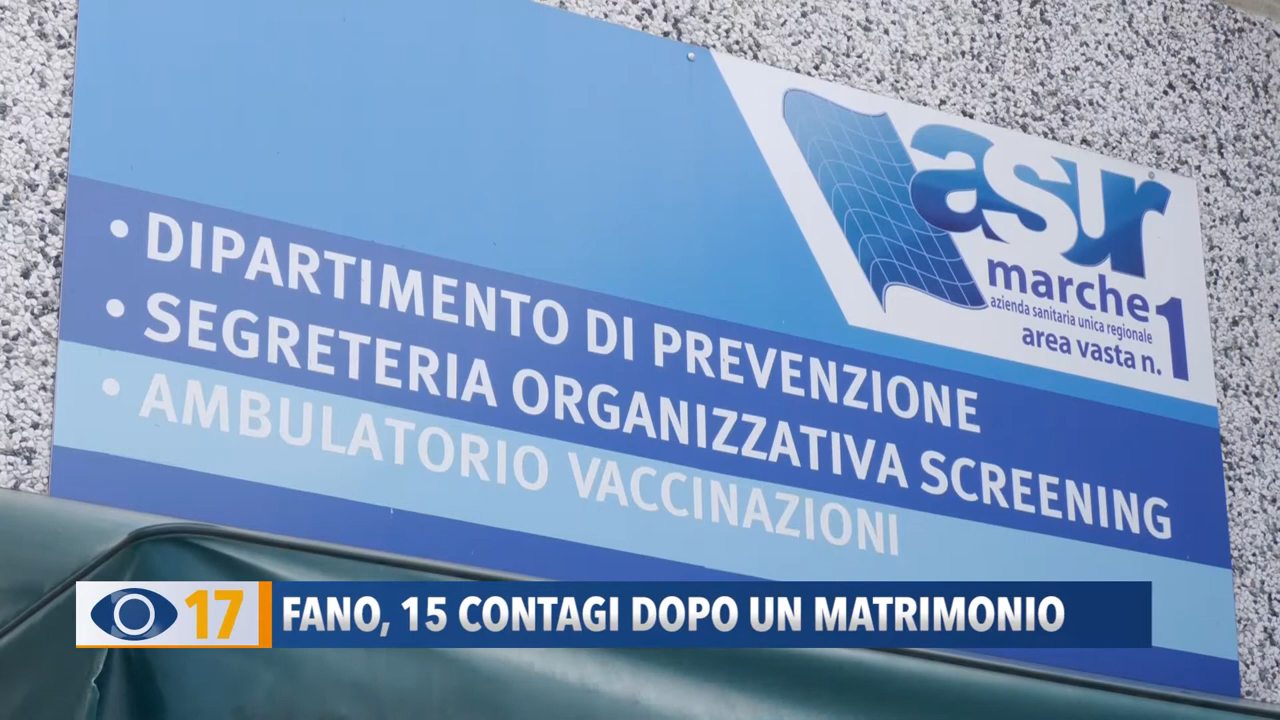 asur
marche
azienda sanitaria unica regionale
area vasta n. 1
• DIPARTIMENTO DI PREVENZIONE
• SEGRETERIA ORGANIZZATIVA SCREENING
• AMBULATORIO VACCINAZIONI
17 FANO, 15 CONTAGI DOPO UN MATRIMONIO